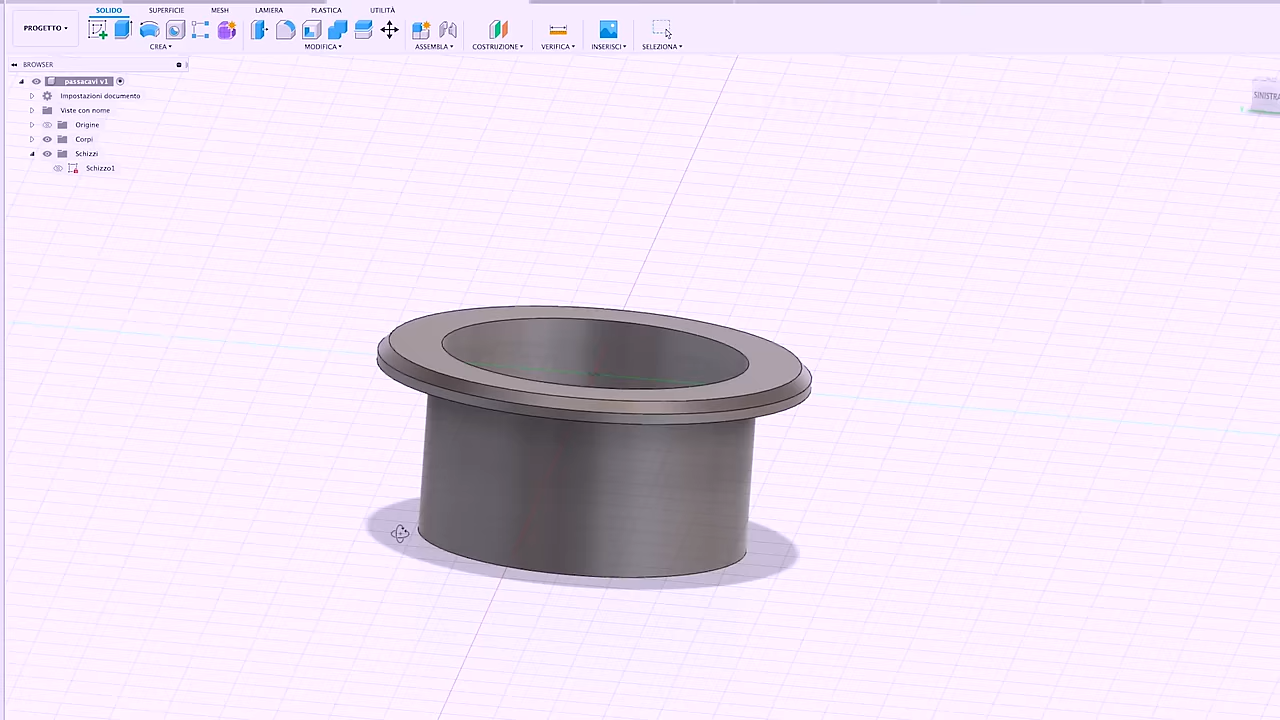 SOLIDO SUPERFICIE MESH LAMIERA PLASTICA UTILITÀ
PROGETTO
CREA MODIFICA ASSEMBLA COSTRUZIONE VERIFICA INSERISCI SELEZIONA
BROWSER
passacavi v1
Impostazioni documento
Viste con nome
Origine
Corpi
Schizzi
Schizzo1
SINISTRA